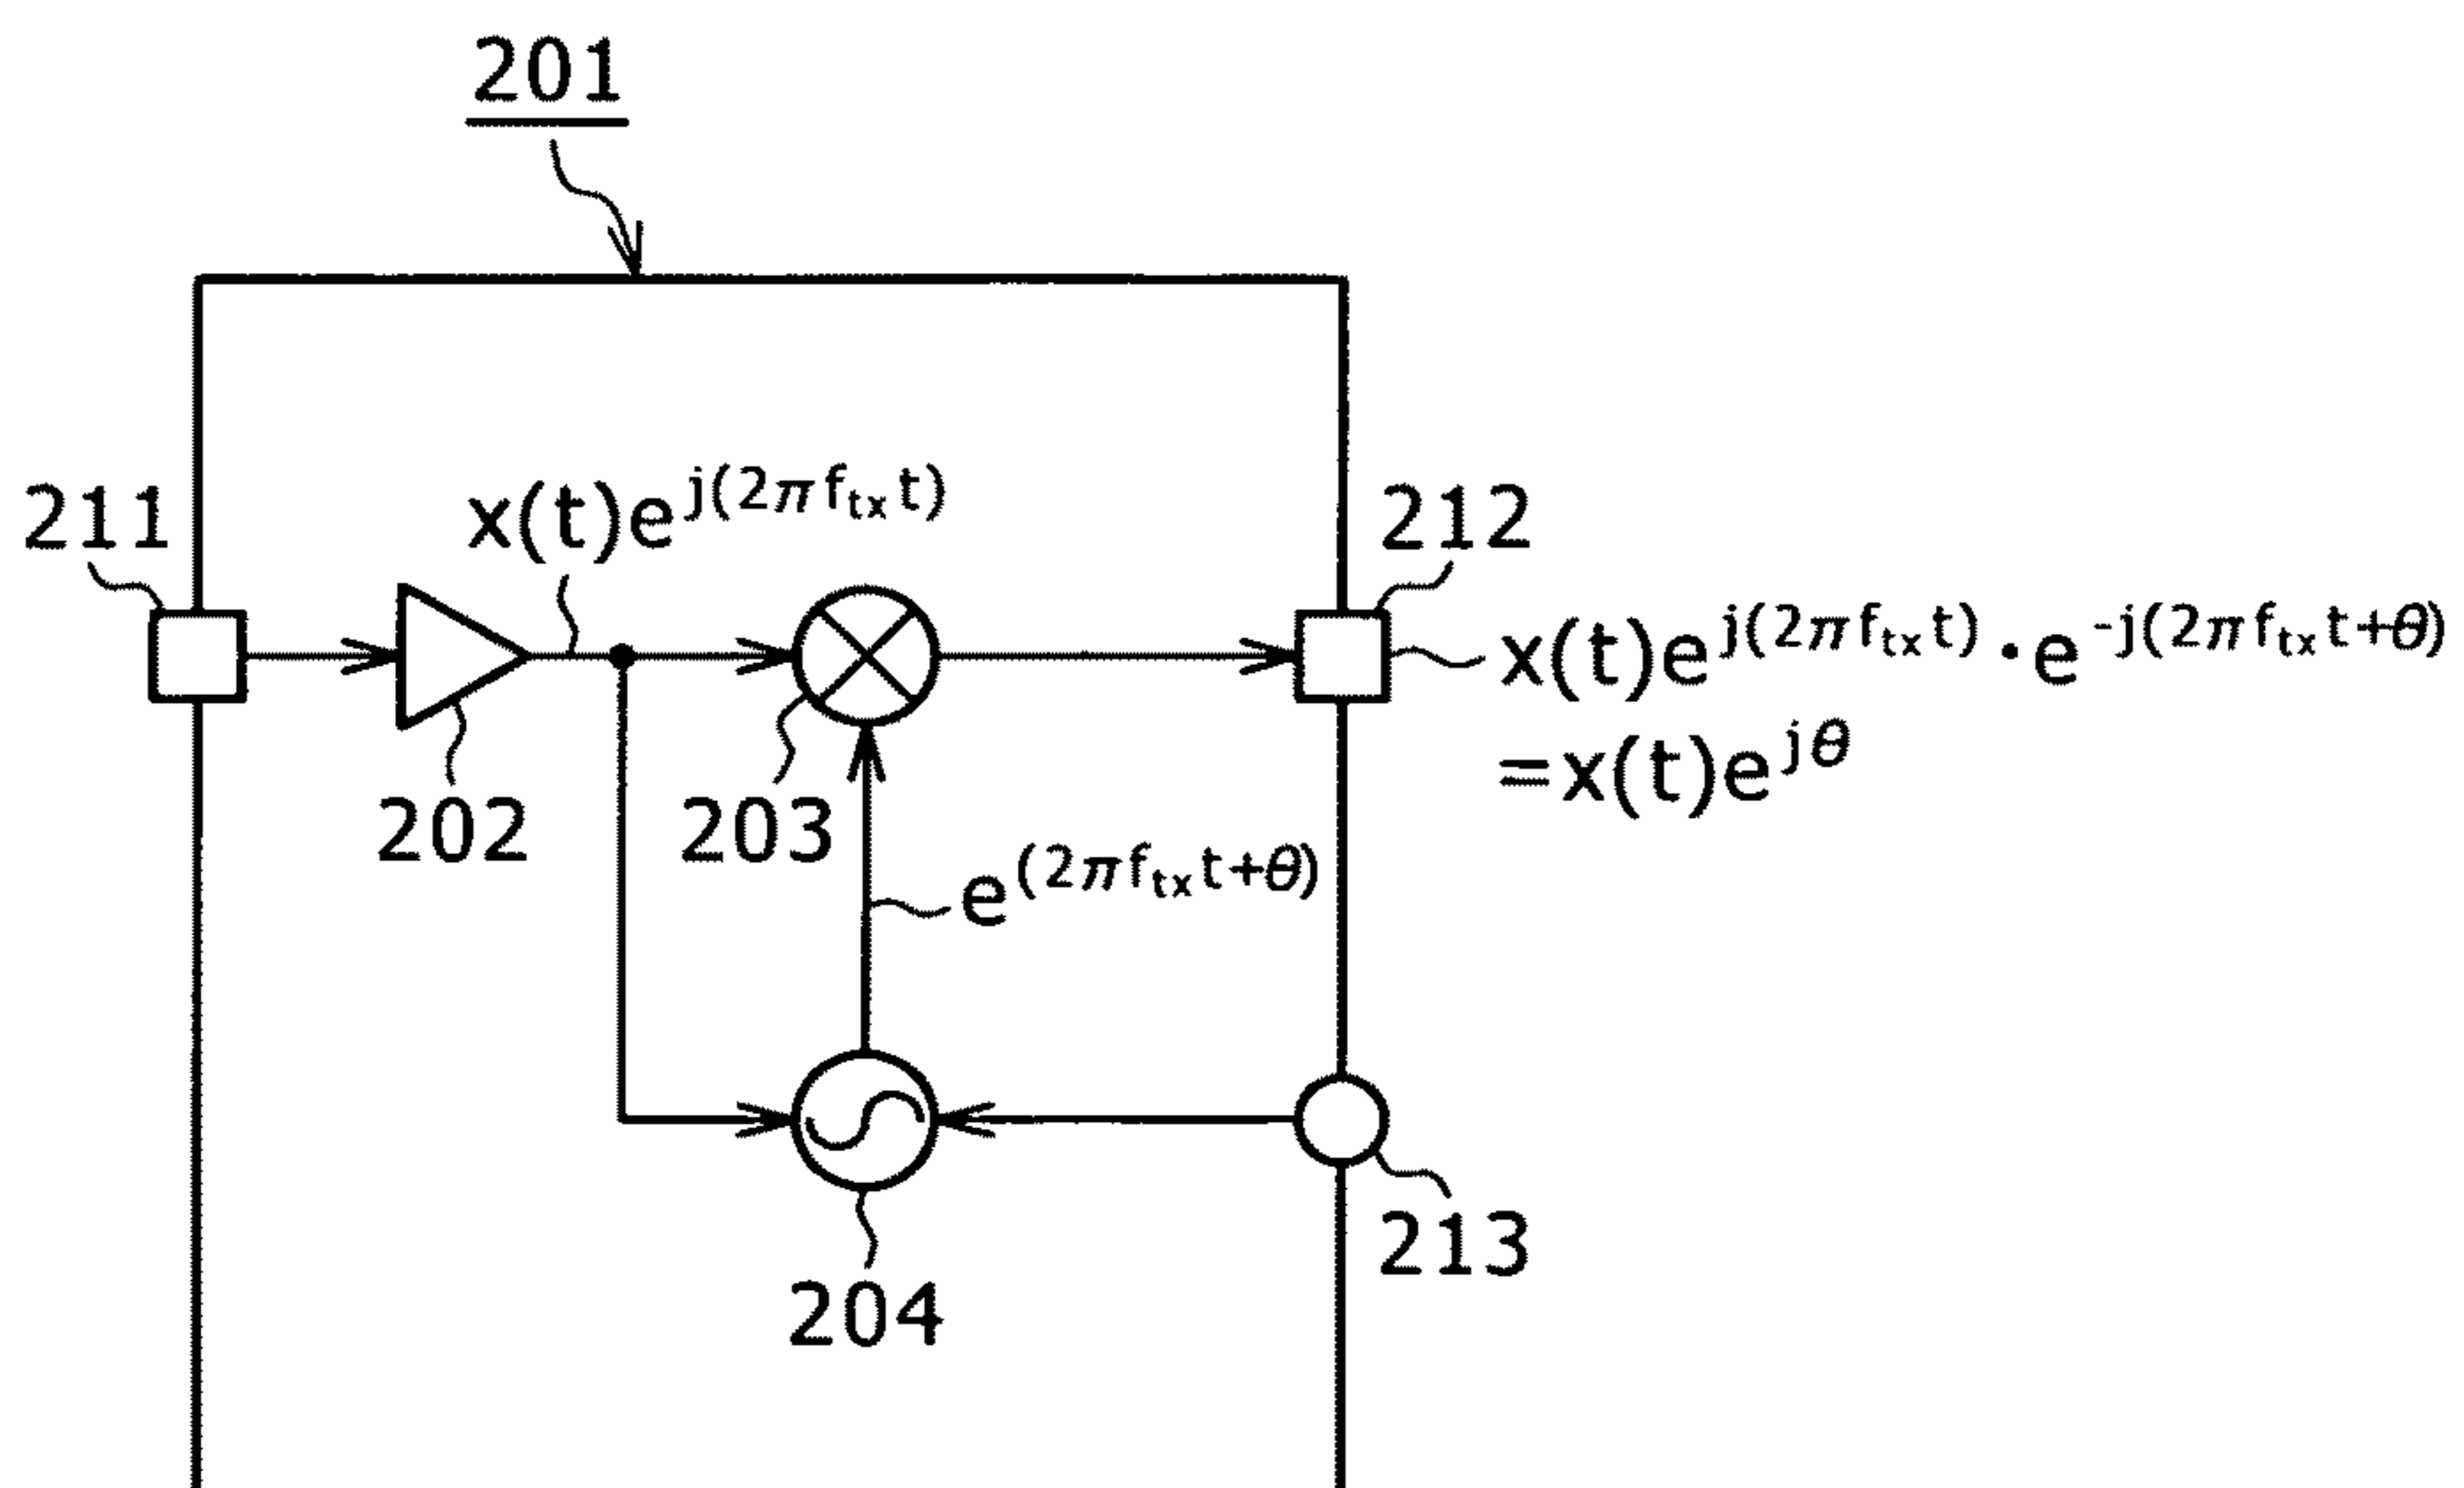 201
211
x(t)e^{j(2πf_{tx}t)}
212
x(t)e^{j(2πf_{tx}t)}·e^{-j(2πf_{tx}t+θ)}
=x(t)e^{jθ}
202
203
e^{(2πf_{tx}t+θ)}
213
204